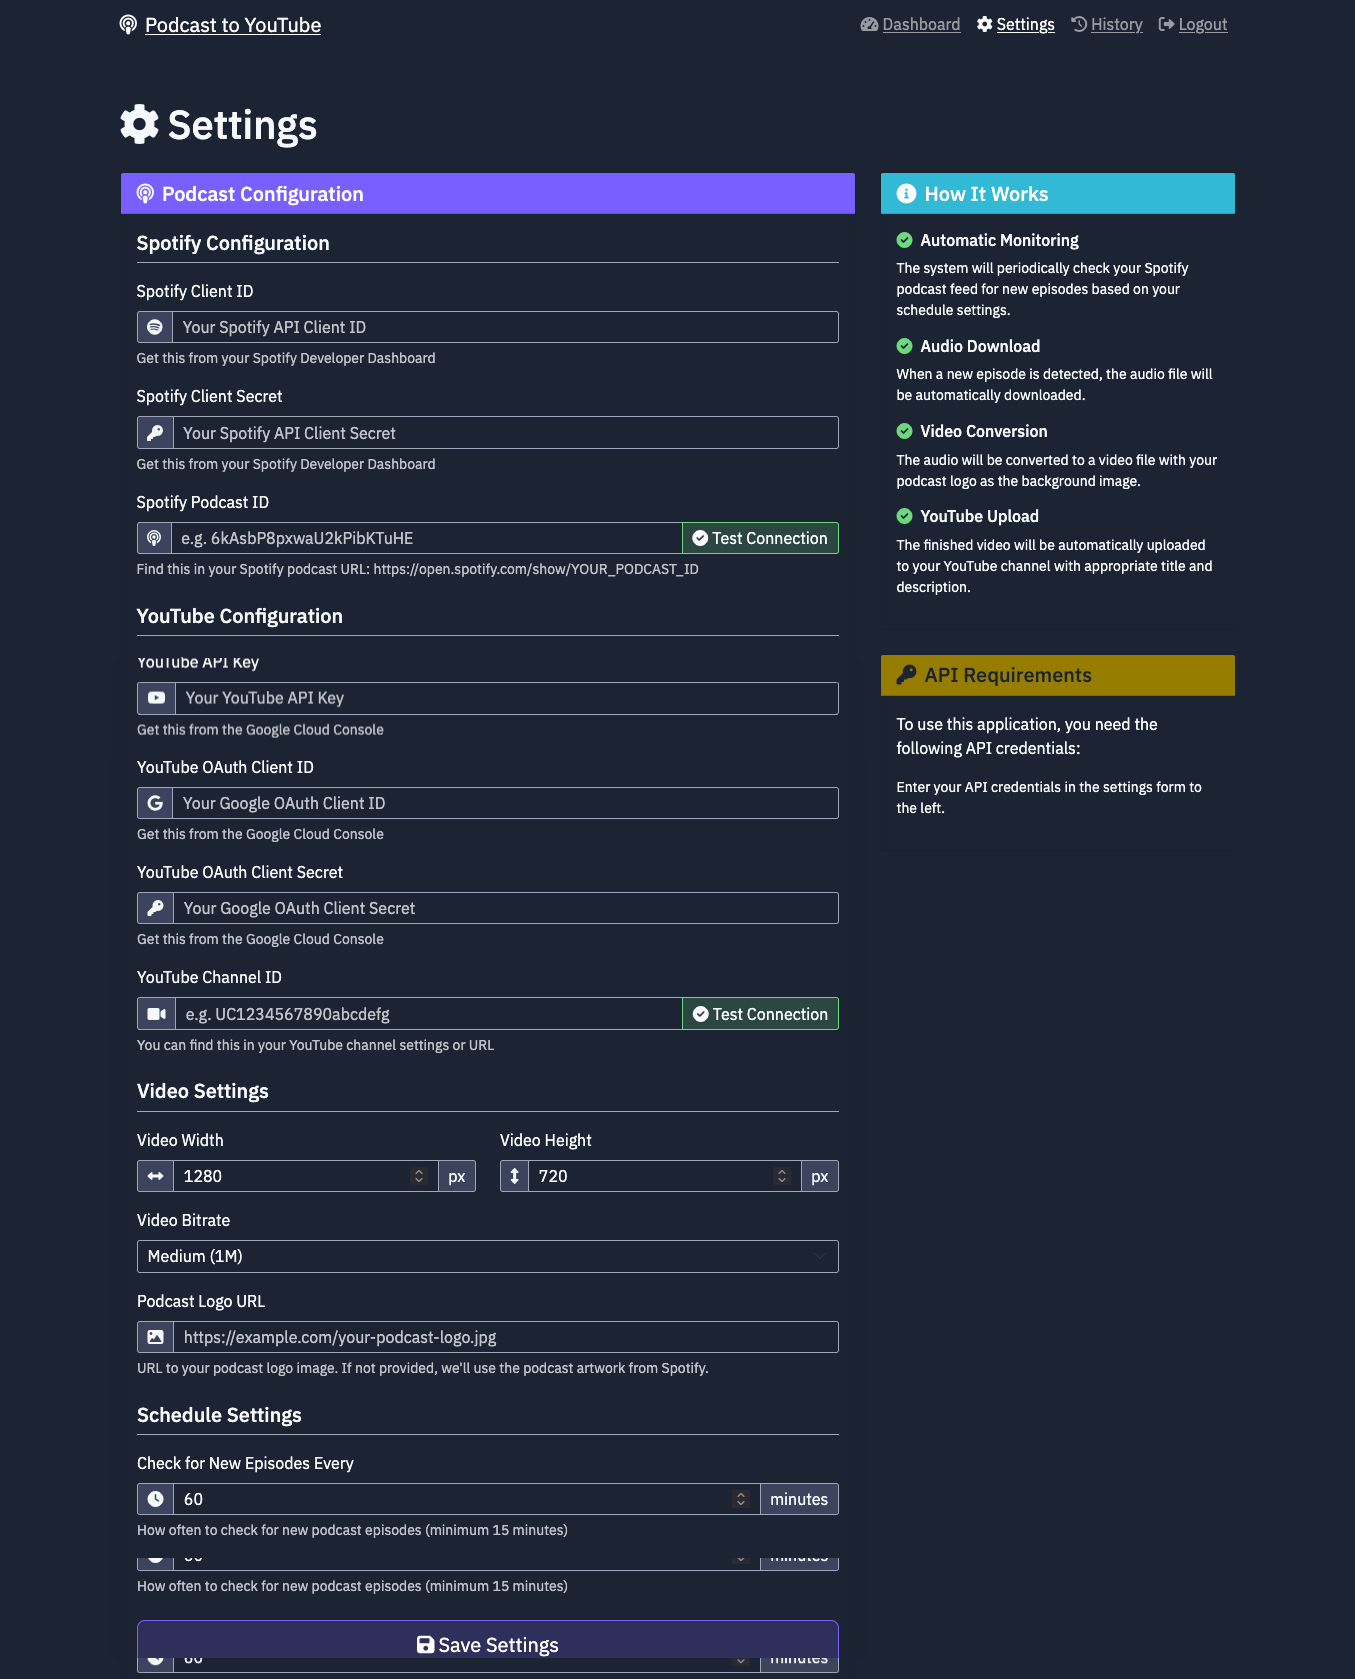 Podcast to YouTube
Dashboard
Settings
History
Logout
Settings
Podcast Configuration
Spotify Configuration
Spotify Client ID
Your Spotify API Client ID
Get this from your Spotify Developer Dashboard
Spotify Client Secret
Your Spotify API Client Secret
Get this from your Spotify Developer Dashboard
Spotify Podcast ID
e.g. 6kAsbP8pxwaU2kPibKTuHE
Test Connection
Find this in your Spotify podcast URL: https://open.spotify.com/show/YOUR_PODCAST_ID
YouTube Configuration
YouTube API Key
Your YouTube API Key
Get this from the Google Cloud Console
YouTube OAuth Client ID
Your Google OAuth Client ID
Get this from the Google Cloud Console
YouTube OAuth Client Secret
Your Google OAuth Client Secret
Get this from the Google Cloud Console
YouTube Channel ID
e.g. UC1234567890abcdefg
Test Connection
You can find this in your YouTube channel settings or URL
Video Settings
Video Width
1280
px
Video Height
720
px
Video Bitrate
Medium (1M)
Podcast Logo URL
https://example.com/your-podcast-logo.jpg
URL to your podcast logo image. If not provided, we'll use the podcast artwork from Spotify.
Schedule Settings
Check for New Episodes Every
60
minutes
How often to check for new podcast episodes (minimum 15 minutes)
60
minutes
How often to check for new podcast episodes (minimum 15 minutes)
Save Settings
60
minutes
How It Works
Automatic Monitoring
The system will periodically check your Spotify
podcast feed for new episodes based on your
schedule settings.
Audio Download
When a new episode is detected, the audio file will
be automatically downloaded.
Video Conversion
The audio will be converted to a video file with your
podcast logo as the background image.
YouTube Upload
The finished video will be automatically uploaded
to your YouTube channel with appropriate title and
description.
API Requirements
To use this application, you need the
following API credentials:
Enter your API credentials in the settings form to
the left.